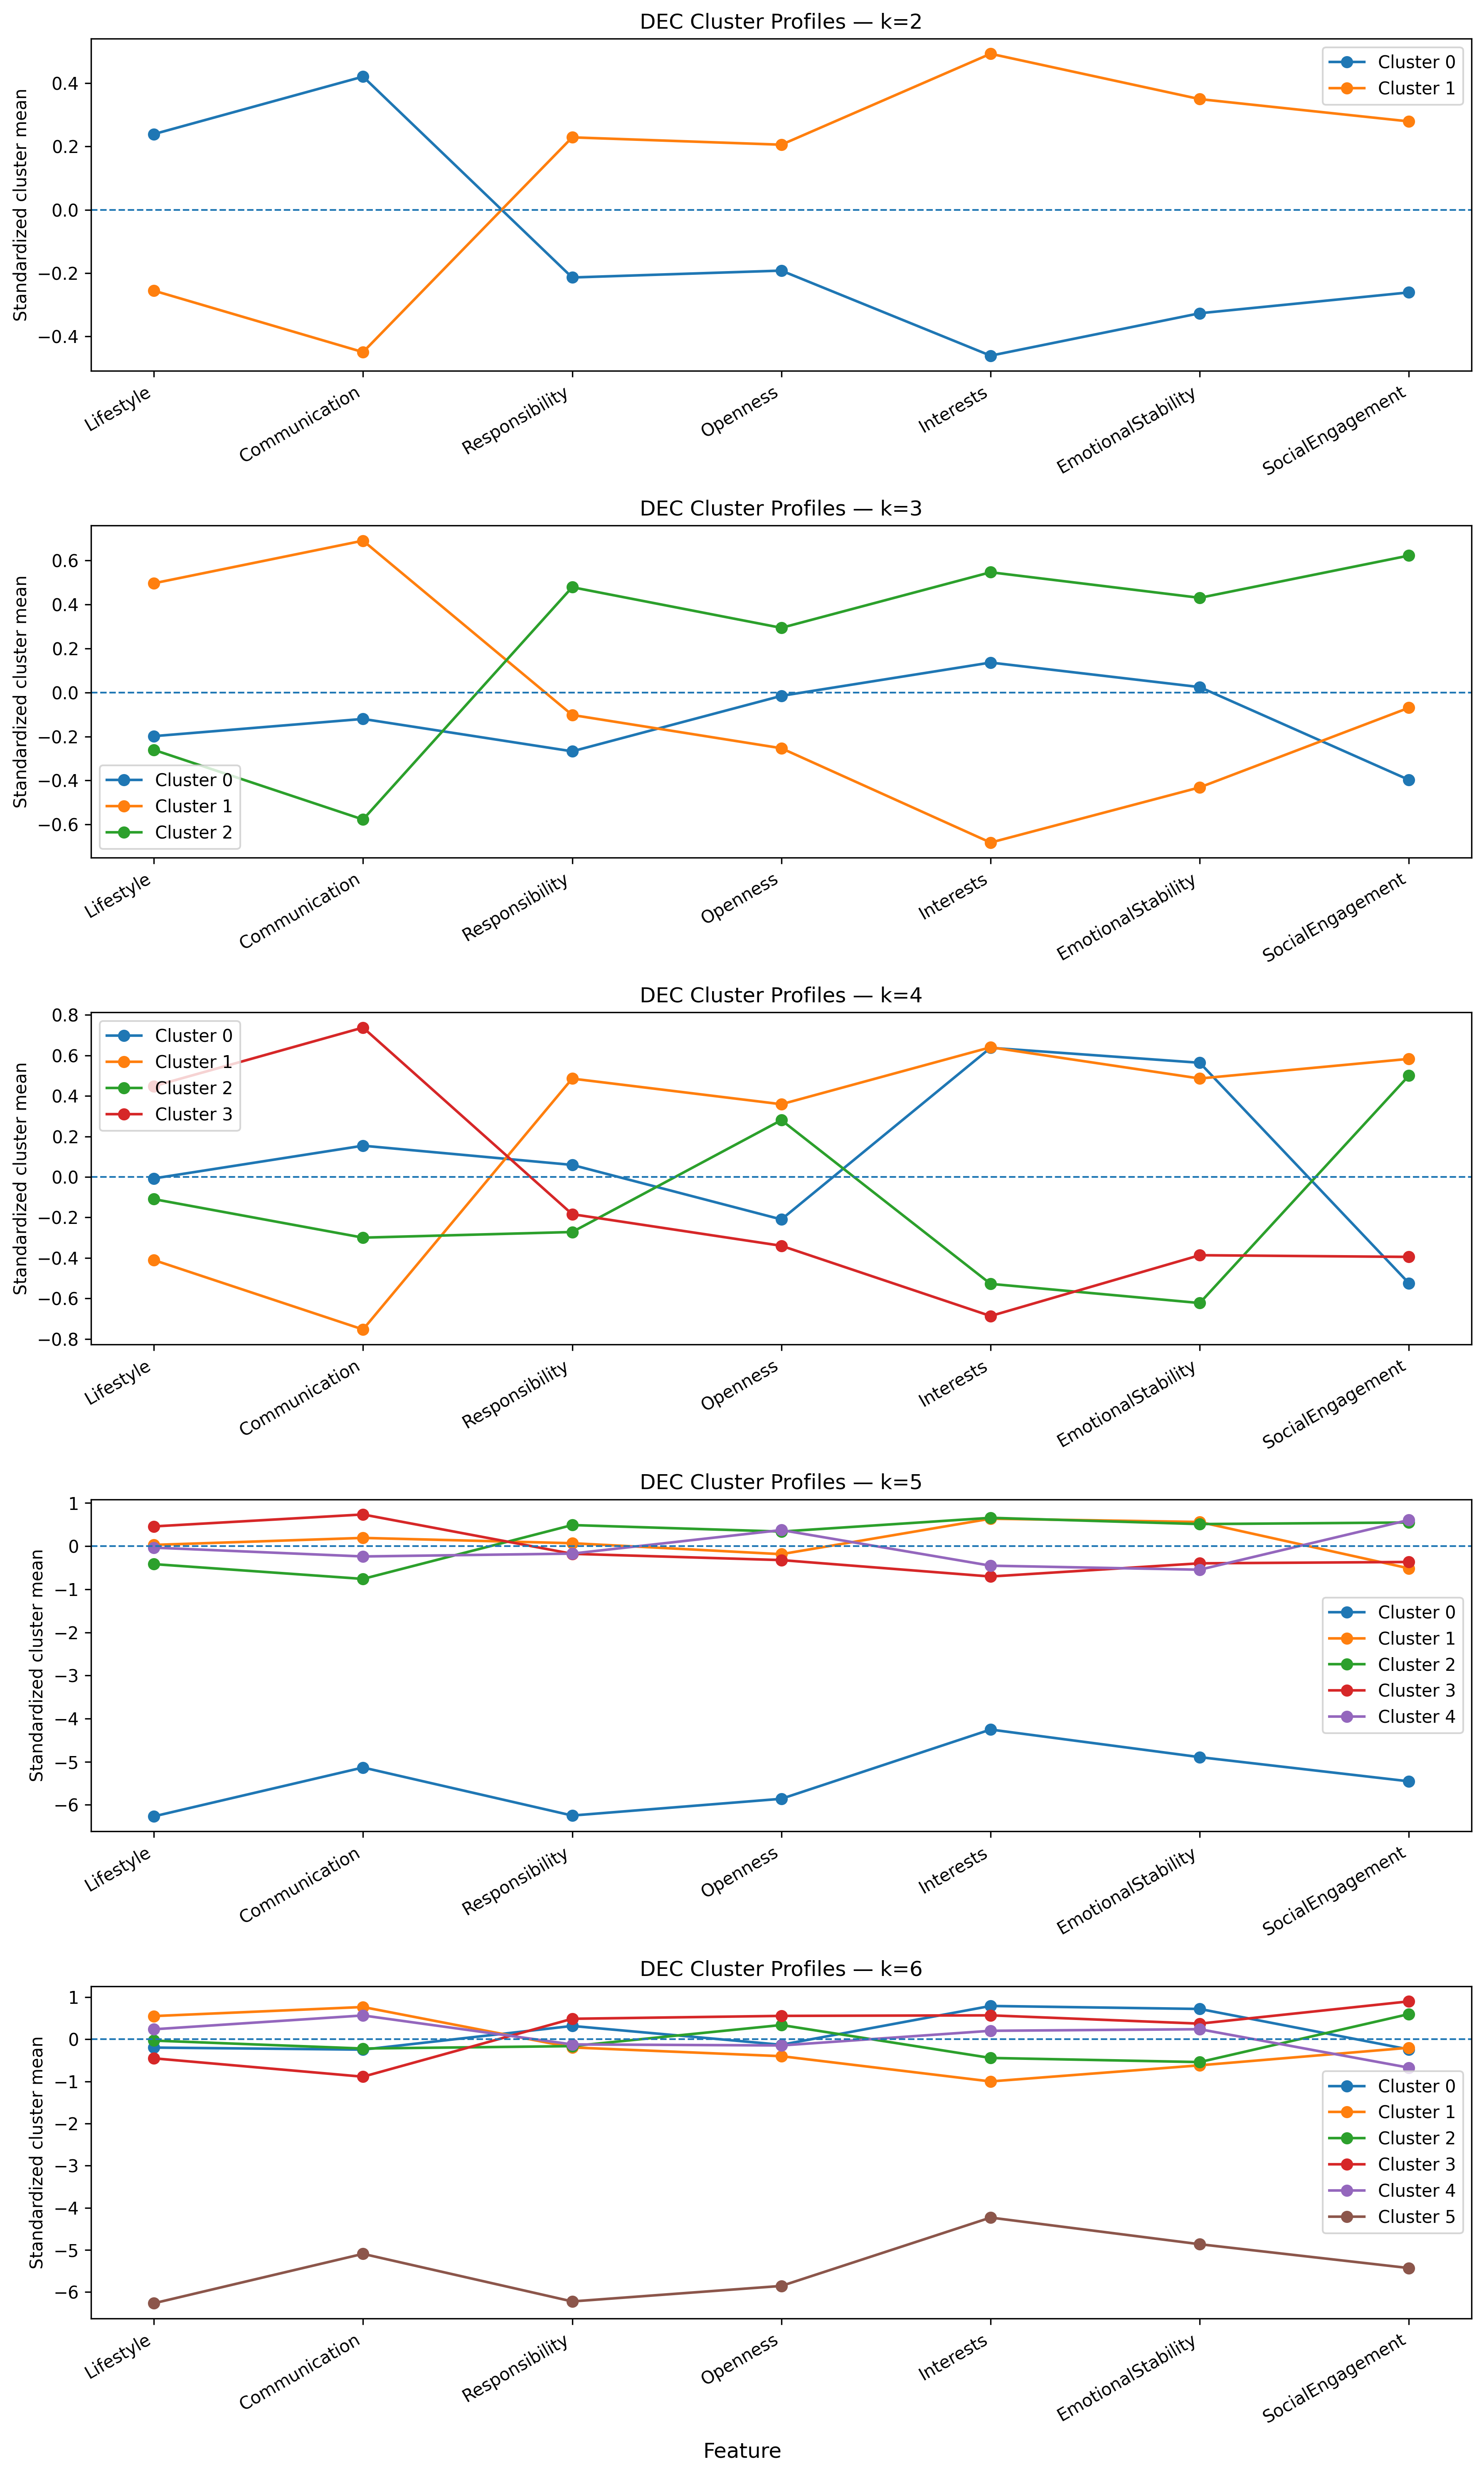 DEC Cluster Profiles — k=2
Standardized cluster mean
0.4
0.2
0.0
−0.2
−0.4
Cluster 0
Cluster 1
Lifestyle
Communication
Responsibility
Openness
Interests
EmotionalStability
SocialEngagement
DEC Cluster Profiles — k=3
Standardized cluster mean
0.6
0.4
0.2
0.0
−0.2
−0.4
−0.6
Cluster 0
Cluster 1
Cluster 2
Lifestyle
Communication
Responsibility
Openness
Interests
EmotionalStability
SocialEngagement
DEC Cluster Profiles — k=4
Standardized cluster mean
0.8
0.6
0.4
0.2
0.0
−0.2
−0.4
−0.6
−0.8
Cluster 0
Cluster 1
Cluster 2
Cluster 3
Lifestyle
Communication
Responsibility
Openness
Interests
EmotionalStability
SocialEngagement
DEC Cluster Profiles — k=5
Standardized cluster mean
1
0
−1
−2
−3
−4
−5
−6
Cluster 0
Cluster 1
Cluster 2
Cluster 3
Cluster 4
Lifestyle
Communication
Responsibility
Openness
Interests
EmotionalStability
SocialEngagement
DEC Cluster Profiles — k=6
Standardized cluster mean
1
0
−1
−2
−3
−4
−5
−6
Cluster 0
Cluster 1
Cluster 2
Cluster 3
Cluster 4
Cluster 5
Lifestyle
Communication
Responsibility
Openness
Interests
EmotionalStability
SocialEngagement
Feature